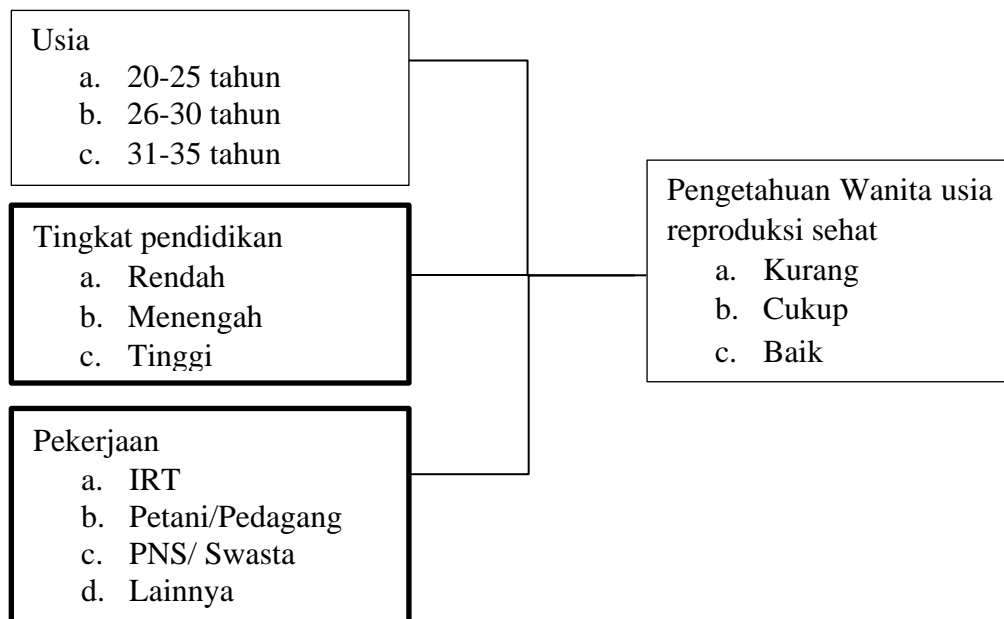 Usia
a. 20-25 tahun
b. 26-30 tahun
c. 31-35 tahun
Tingkat pendidikan
a. Rendah
b. Menengah
c. Tinggi
Pekerjaan
a. IRT
b. Petani/Pedagang
c. PNS/ Swasta
d. Lainnya
Pengetahuan Wanita usia
reproduksi sehat
a. Kurang
b. Cukup
c. Baik